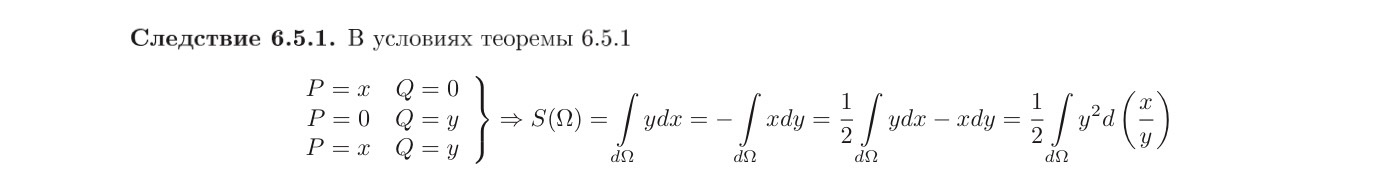 Следствие 6.5.1. В условиях теоремы 6.5.1
P = x Q = 0
P = 0 Q = y
P = x Q = y
} ⇒ S(Ω) = ∫_{dΩ} ydx = − ∫_{dΩ} xdy = 1/2 ∫_{dΩ} ydx − xdy = 1/2 ∫_{dΩ} y²d (x/y)